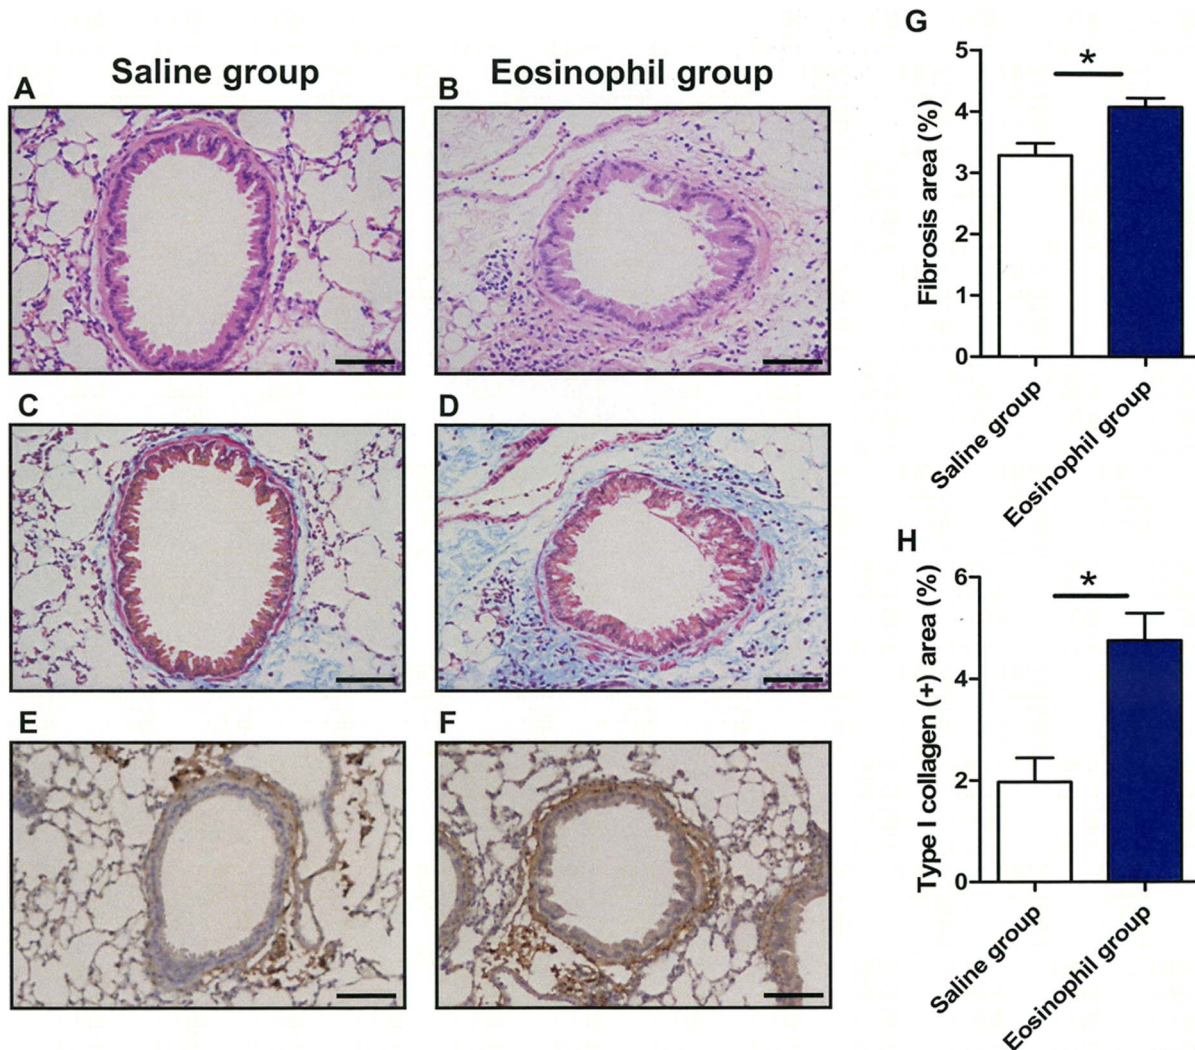 Saline group
Eosinophil group
A
B
C
D
E
F
G
Fibrosis area (%)
5
4
3
2
1
0
*
Saline group
Eosinophil group
H
Type I collagen (+) area (%)
6
4
2
0
*
Saline group
Eosinophil group